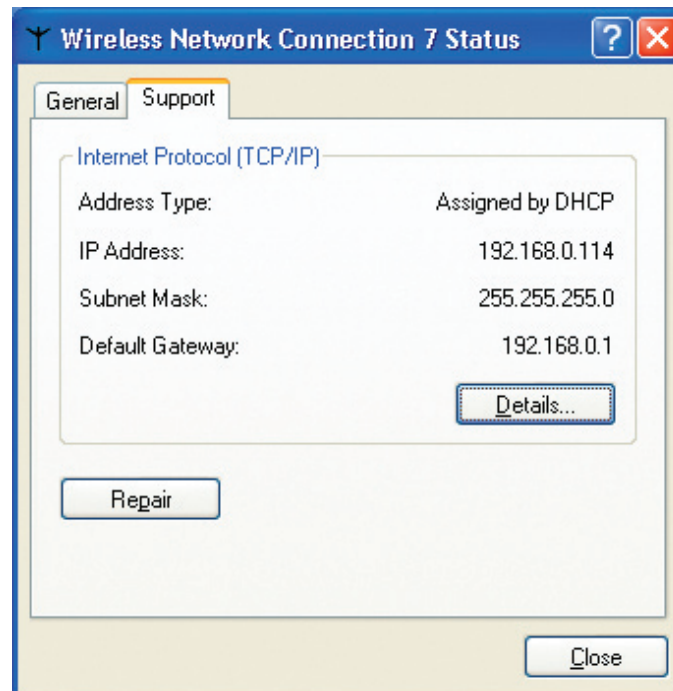 Wireless Network Connection 7 Status ?
General Support
Internet Protocol (TCP/IP)
Address Type: Assigned by DHCP
IP Address: 192.168.0.114
Subnet Mask: 255.255.255.0
Default Gateway: 192.168.0.1
Details...
Repair
Close